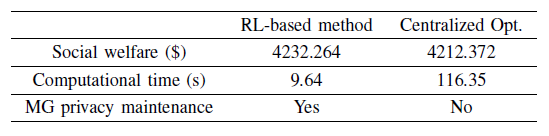 RL-based method Centralized Opt.
Social welfare ($) 4232.264 4212.372
Computational time (s) 9.64 116.35
MG privacy maintenance Yes No